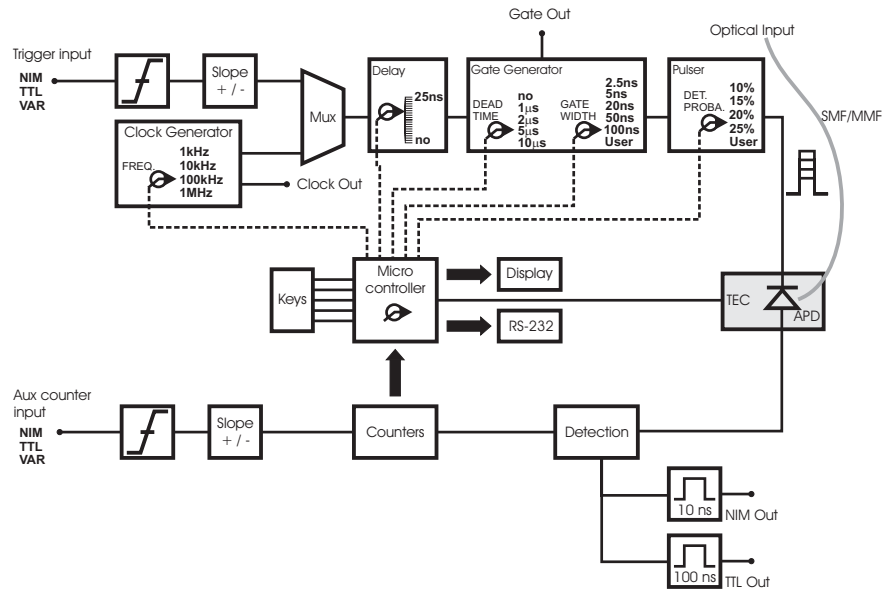 Gate Out
Optical Input
Trigger input
NIM
TTL
VAR
Slope
+ / -
Mux
Delay
25ns
no
Gate Generator
DEAD
TIME
no
1µs
2µs
5µs
10µs
GATE
WIDTH
2.5ns
5ns
20ns
50ns
100ns
User
Pulser
DET.
PROBA.
10%
15%
20%
25%
User
SMF/MMF
Clock Generator
FREQ.
1kHz
10kHz
100kHz
1MHz
Clock Out
Keys
Micro
controller
Display
RS-232
TEC
APD
Aux counter
input
NIM
TTL
VAR
Slope
+ / -
Counters
Detection
10 ns
NIM Out
100 ns
TTL Out